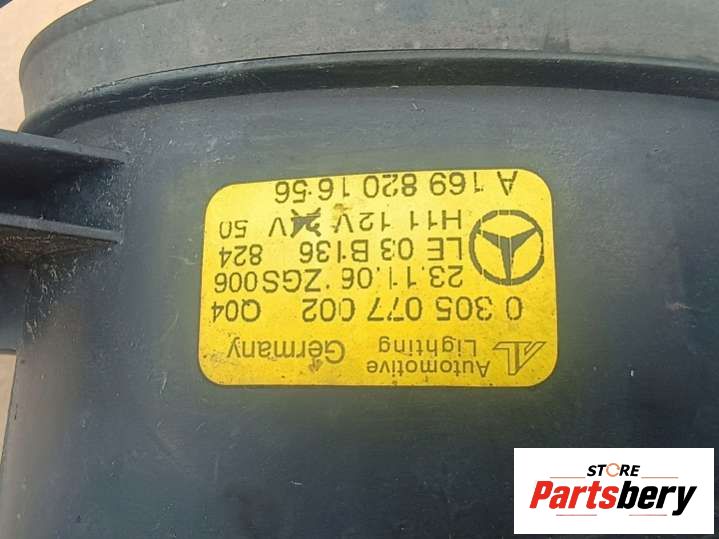 Automotive
Lighting
Germany
0 305 077 002 Q04
23.11.06 ZGS006
LE 03 B136 824
H11 12V V 50
A 169 820 16-56
STORE
Partsbery